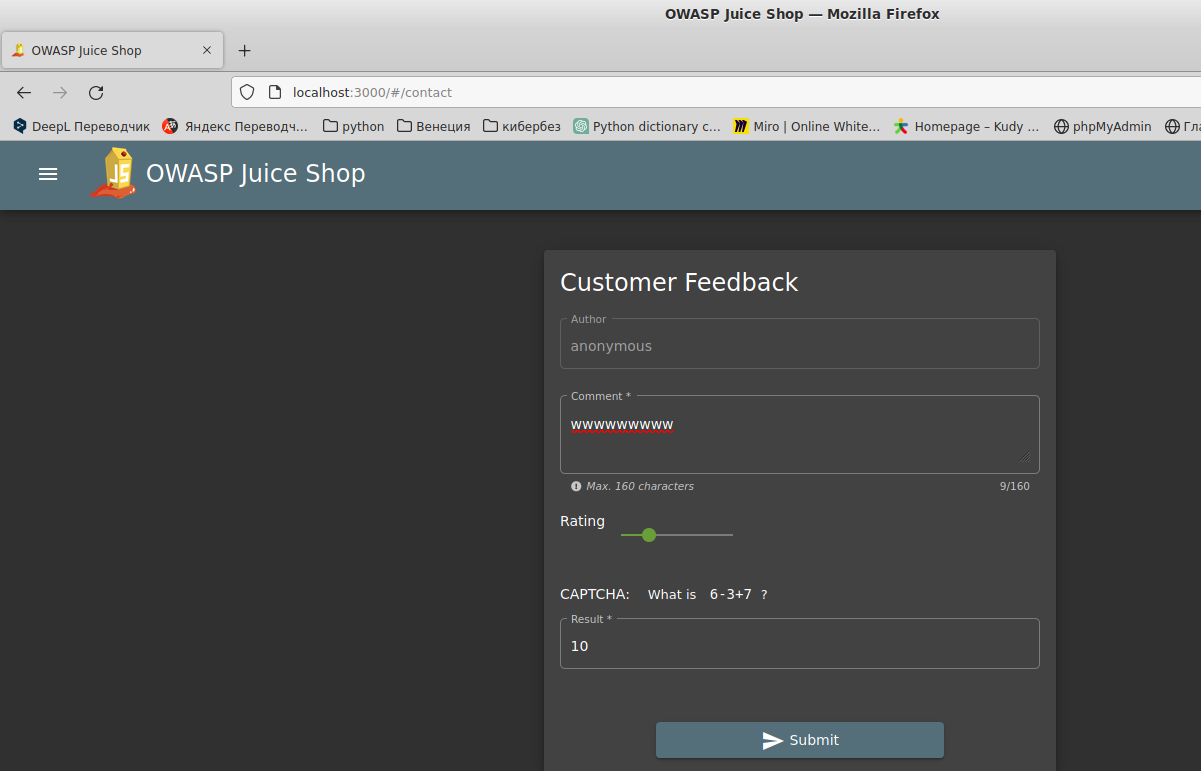 OWASP Juice Shop — Mozilla Firefox
OWASP Juice Shop
localhost:3000/#/contact
DeepL Переводчик Яндекс Переводч... python Венеция кибербез Python dictionary c... Miro | Online White... Homepage – Kudy ... phpMyAdmin Гла
JS OWASP Juice Shop
Customer Feedback
Author
anonymous
Comment *
wwwwwwwww
Max. 160 characters 9/160
Rating
CAPTCHA: What is 6-3+7 ?
Result *
10
Submit